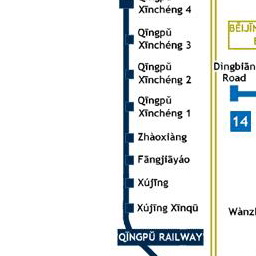 Xīnchéng 4
Qīngpǔ
Xīnchéng 3
Qīngpǔ
Xīnchéng 2
Qīngpǔ
Xīnchéng 1
Zhàoxiàng
Fāngjiāyáo
Xújīng
Xújīng Xīnqū
QĪNGPǓ RAILWAY
Dìngbiān
Road
14